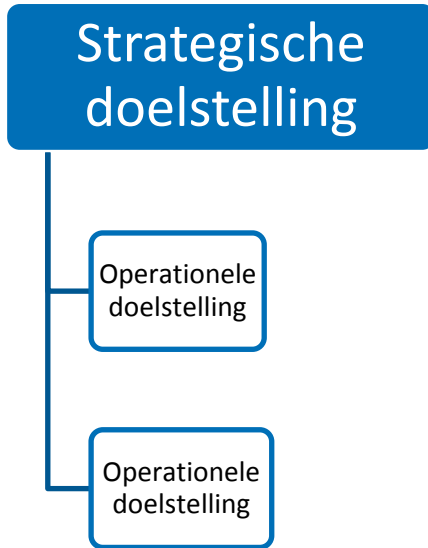 Strategische
doelstelling
Operationele
doelstelling
Operationele
doelstelling